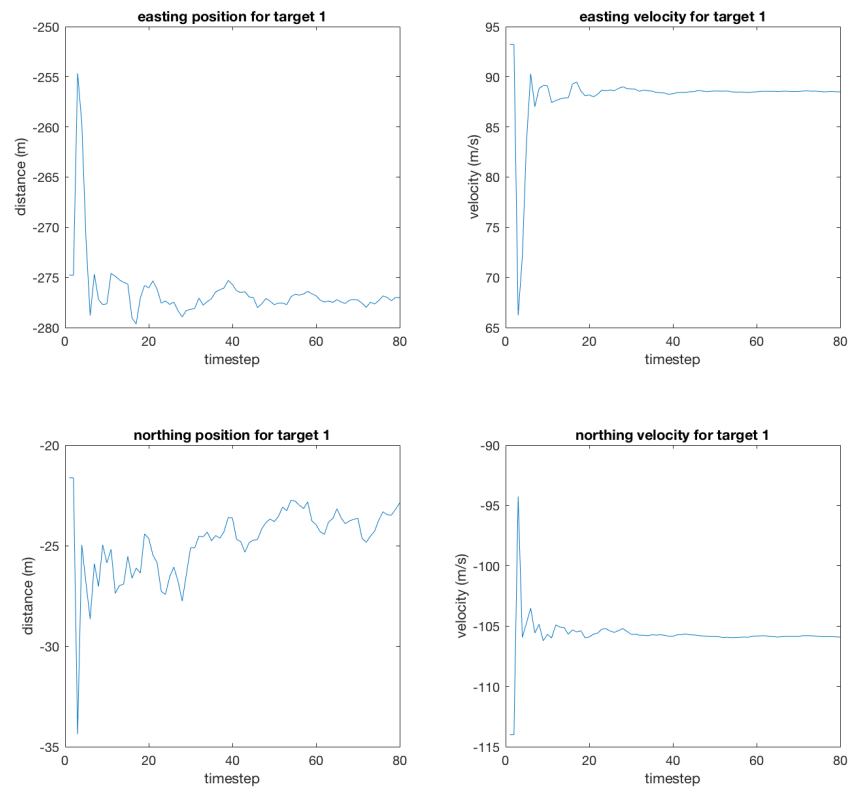 easting position for target 1
-250
-255
-260
-265
-270
-275
-280
distance (m)
0 20 40 60 80
timestep
easting velocity for target 1
95
90
85
80
75
70
65
velocity (m/s)
0 20 40 60 80
timestep
northing position for target 1
-20
-25
-30
-35
distance (m)
0 20 40 60 80
timestep
northing velocity for target 1
-90
-95
-100
-105
-110
-115
velocity (m/s)
0 20 40 60 80
timestep